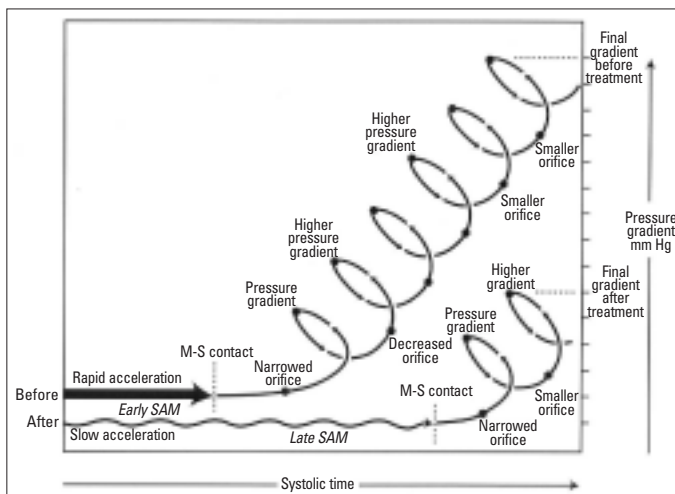 Final
gradient
before
treatment
Higher
pressure
gradient
Smaller
orifice
Smaller
orifice
Pressure
gradient
mm Hg
Higher
pressure
gradient
Final
gradient
after
treatment
Higher
gradient
Pressure
gradient
Pressure
gradient
Decreased
orifice
M-S contact
Narrowed
orifice
M-S contact
Rapid acceleration
Before
Early SAM
Smaller
orifice
After
Slow acceleration
Late SAM
Narrowed
orifice
Systolic time